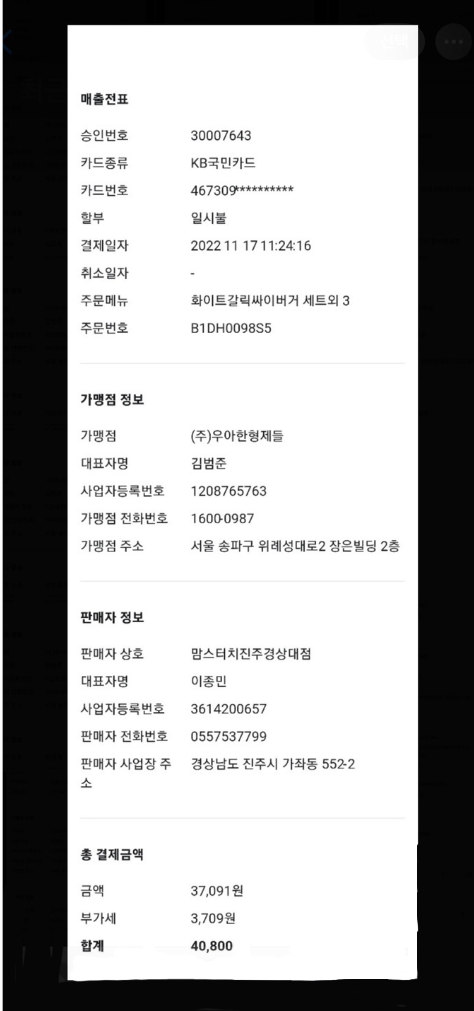 매출전표
승인번호 30007643
카드종류 KB국민카드
카드번호 467309**********
할부 일시불
결제일자 2022 11 17 11:24:16
취소일자 -
주문메뉴 화이트갈릭싸이버거 세트외 3
주문번호 B1DH0098S5
가맹점 정보
가맹점 (주)우아한형제들
대표자명 김범준
사업자등록번호 1208765763
가맹점 전화번호 1600-0987
가맹점 주소 서울 송파구 위례성대로2 장은빌딩 2층
판매자 정보
판매자 상호 맘스터치진주경상대점
대표자명 이종민
사업자등록번호 3614200657
판매자 전화번호 0557537799
판매자 사업장 주 경상남도 진주시 가좌동 552-2
소
총 결제금액
금액 37,091원
부가세 3,709원
합계 40,800